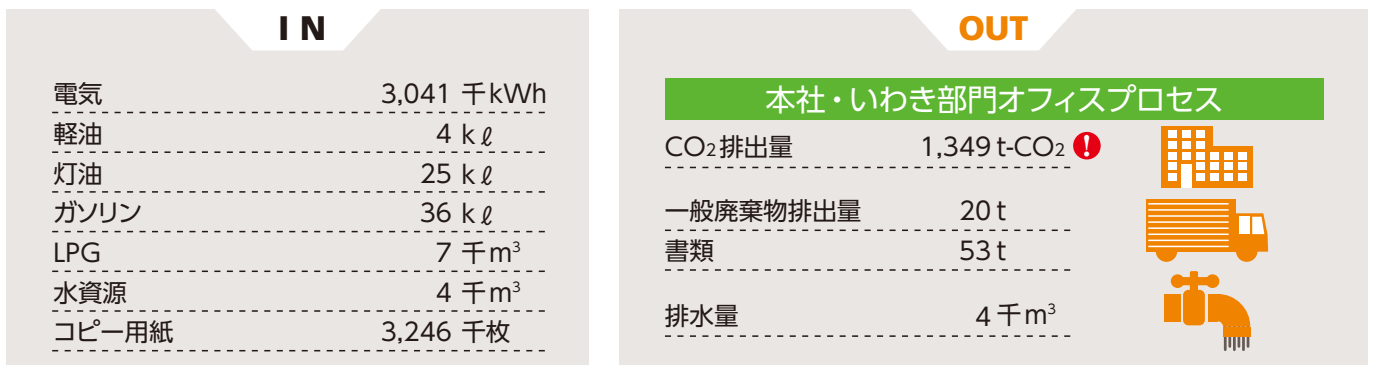 IN
電気 3,041 千kWh
軽油 4 kℓ
灯油 25 kℓ
ガソリン 36 kℓ
LPG 7 千m³
水資源 4 千m³
コピー用紙 3,246 千枚
OUT
本社・いわき部門オフィスプロセス
CO₂排出量 1,349 t-CO₂ !
一般廃棄物排出量 20 t
書類 53 t
排水量 4 千m³